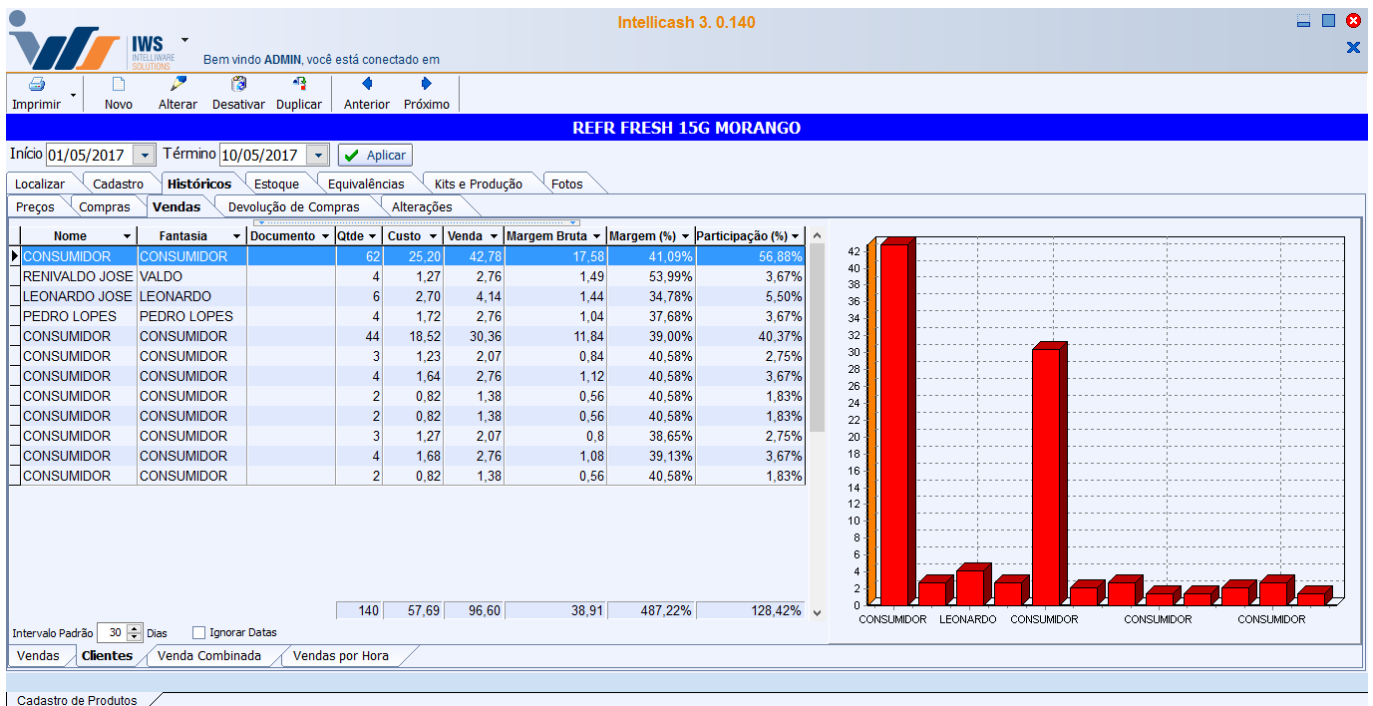 Intellicash 3. 0.140
IWS
INTELLIWARE
SOLUTIONS
Bem vindo ADMIN, você está conectado em
Imprimir Novo Alterar Desativar Duplicar Anterior Próximo
REFR FRESH 15G MORANGO
Início 01/05/2017 Término 10/05/2017 Aplicar
Localizar Cadastro Históricos Estoque Equivalências Kits e Produção Fotos
Preços Compras Vendas Devolução de Compras Alterações
Nome Fantasia Documento Qtde Custo Venda Margem Bruta Margem (%) Participação (%)
CONSUMIDOR CONSUMIDOR 62 25,20 42,78 17,58 41,09% 56,88%
RENIVALDO JOSE VALDO 4 1,27 2,76 1,49 53,99% 3,67%
LEONARDO JOSE LEONARDO 6 2,70 4,14 1,44 34,78% 5,50%
PEDRO LOPES PEDRO LOPES 4 1,72 2,76 1,04 37,68% 3,67%
CONSUMIDOR CONSUMIDOR 44 18,52 30,36 11,84 39,00% 40,37%
CONSUMIDOR CONSUMIDOR 3 1,23 2,07 0,84 40,58% 2,75%
CONSUMIDOR CONSUMIDOR 4 1,64 2,76 1,12 40,58% 3,67%
CONSUMIDOR CONSUMIDOR 2 0,82 1,38 0,56 40,58% 1,83%
CONSUMIDOR CONSUMIDOR 2 0,82 1,38 0,56 40,58% 1,83%
CONSUMIDOR CONSUMIDOR 3 1,27 2,07 0,8 38,65% 2,75%
CONSUMIDOR CONSUMIDOR 4 1,68 2,76 1,08 39,13% 3,67%
CONSUMIDOR CONSUMIDOR 2 0,82 1,38 0,56 40,58% 1,83%
140 57,69 96,60 38,91 487,22% 128,42%
42
40
38
36
34
32
30
28
26
24
22
20
18
16
14
12
10
8
6
4
2
0
CONSUMIDOR LEONARDO CONSUMIDOR CONSUMIDOR CONSUMIDOR
Intervalo Padrão 30 Dias Ignorar Datas
Vendas Clientes Venda Combinada Vendas por Hora
Cadastro de Produtos